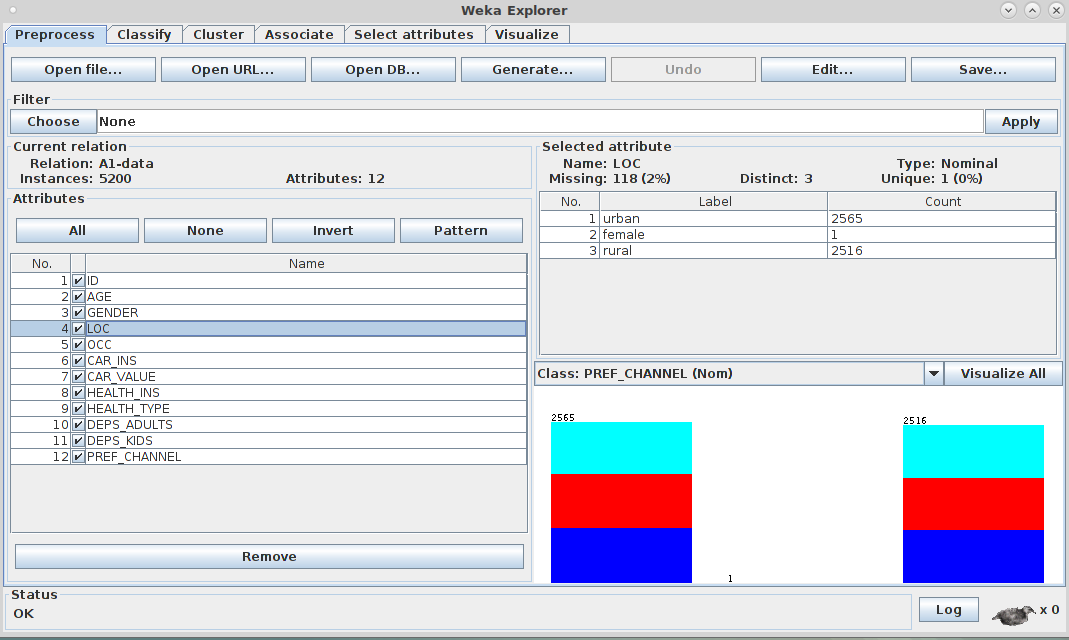 Weka Explorer
Preprocess Classify Cluster Associate Select attributes Visualize
Open file... Open URL... Open DB... Generate... Undo Edit... Save...
Filter
Choose None Apply
Current relation
Relation: A1-data
Instances: 5200 Attributes: 12
Attributes
All None Invert Pattern
No. Name
1 ID
2 AGE
3 GENDER
4 LOC
5 OCC
6 CAR_INS
7 CAR_VALUE
8 HEALTH_INS
9 HEALTH_TYPE
10 DEPS_ADULTS
11 DEPS_KIDS
12 PREF_CHANNEL
Remove
Selected attribute
Name: LOC Type: Nominal
Missing: 118 (2%) Distinct: 3 Unique: 1 (0%)
No. Label Count
1 urban 2565
2 female 1
3 rural 2516
Class: PREF_CHANNEL (Nom) Visualize All
2565 2516
1
Status
OK Log x 0